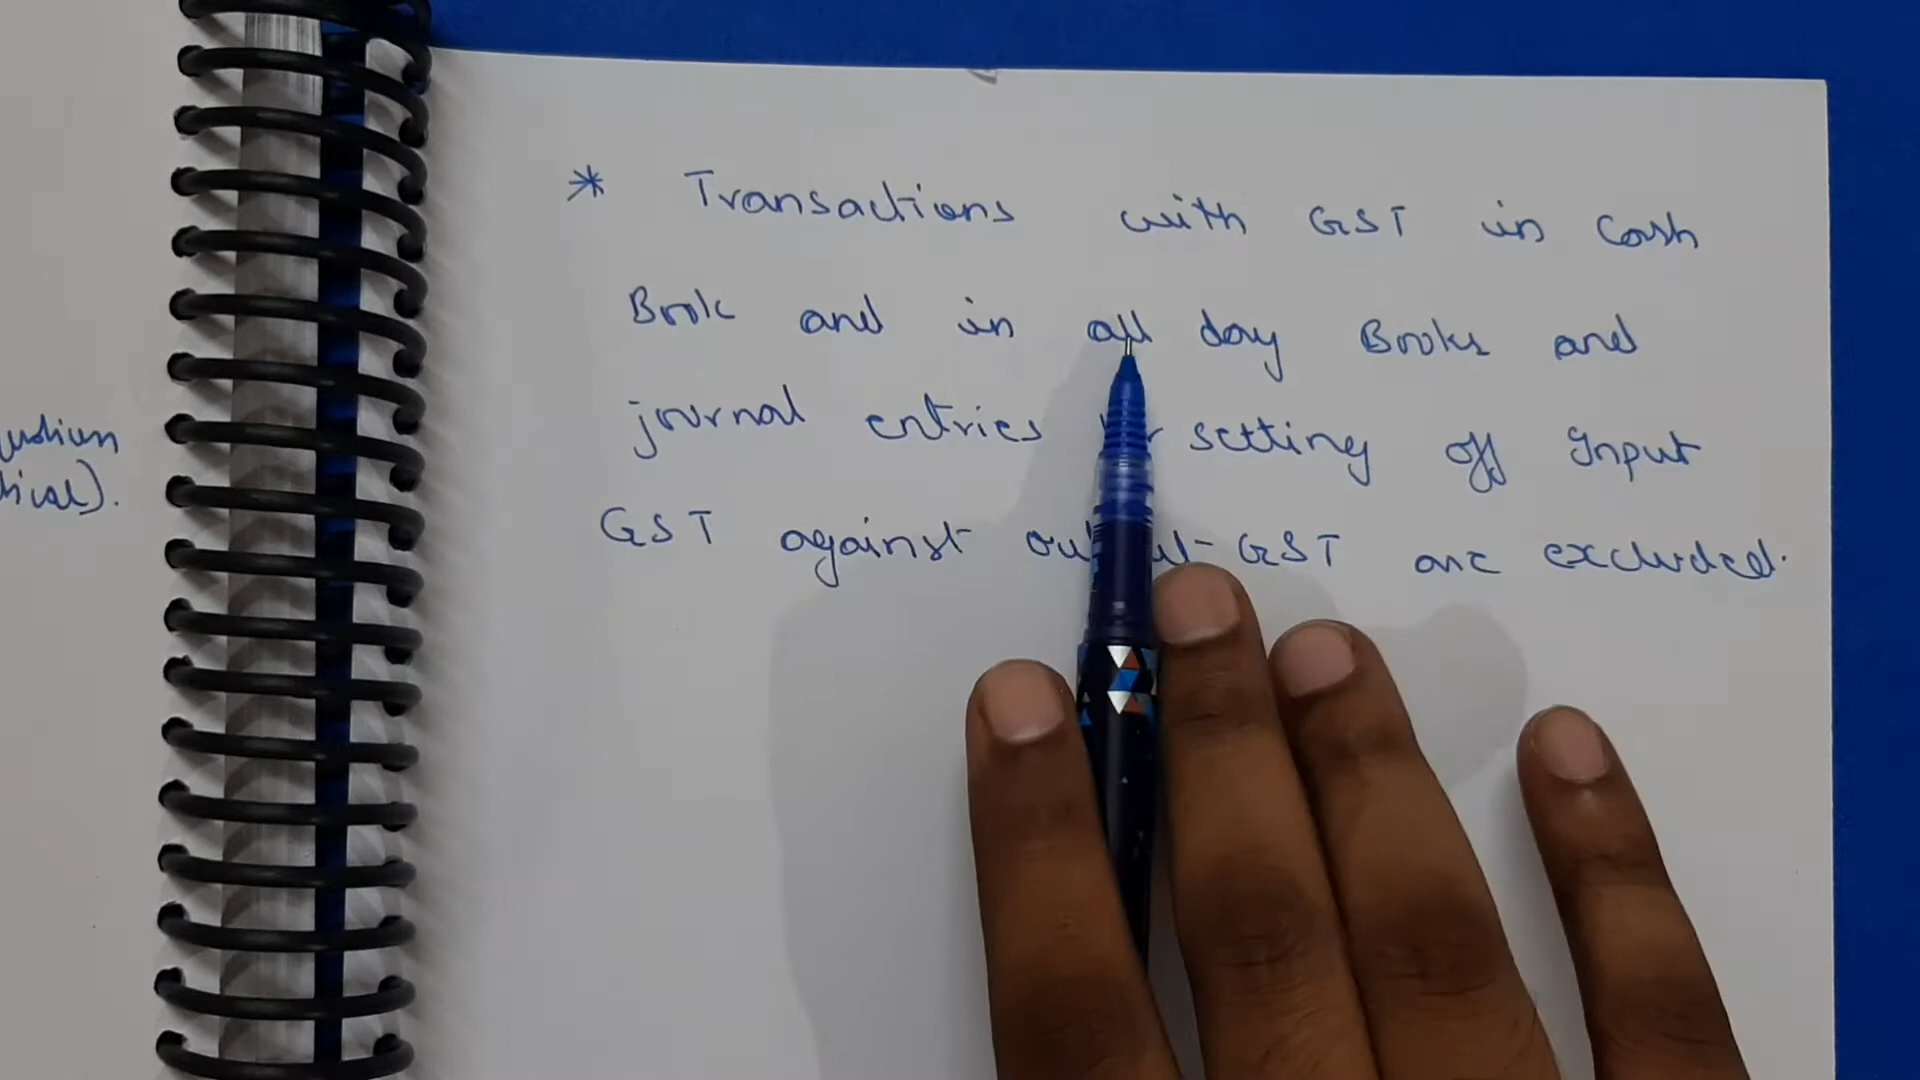 * Transactions with GST in Cash
Book and in all day Books and
journal entries setting off Input
GST against output GST are excluded.